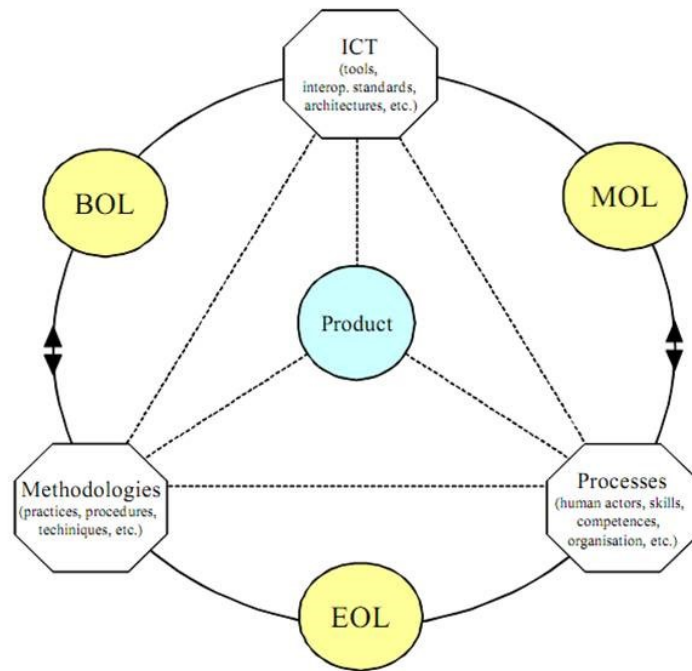 ICT
(tools,
interop. standards,
architectures, etc.)
BOL
MOL
Product
Methodologies
(practices, procedures,
techiniques, etc.)
Processes
(human actors, skills,
competences,
organisation, etc.)
EOL